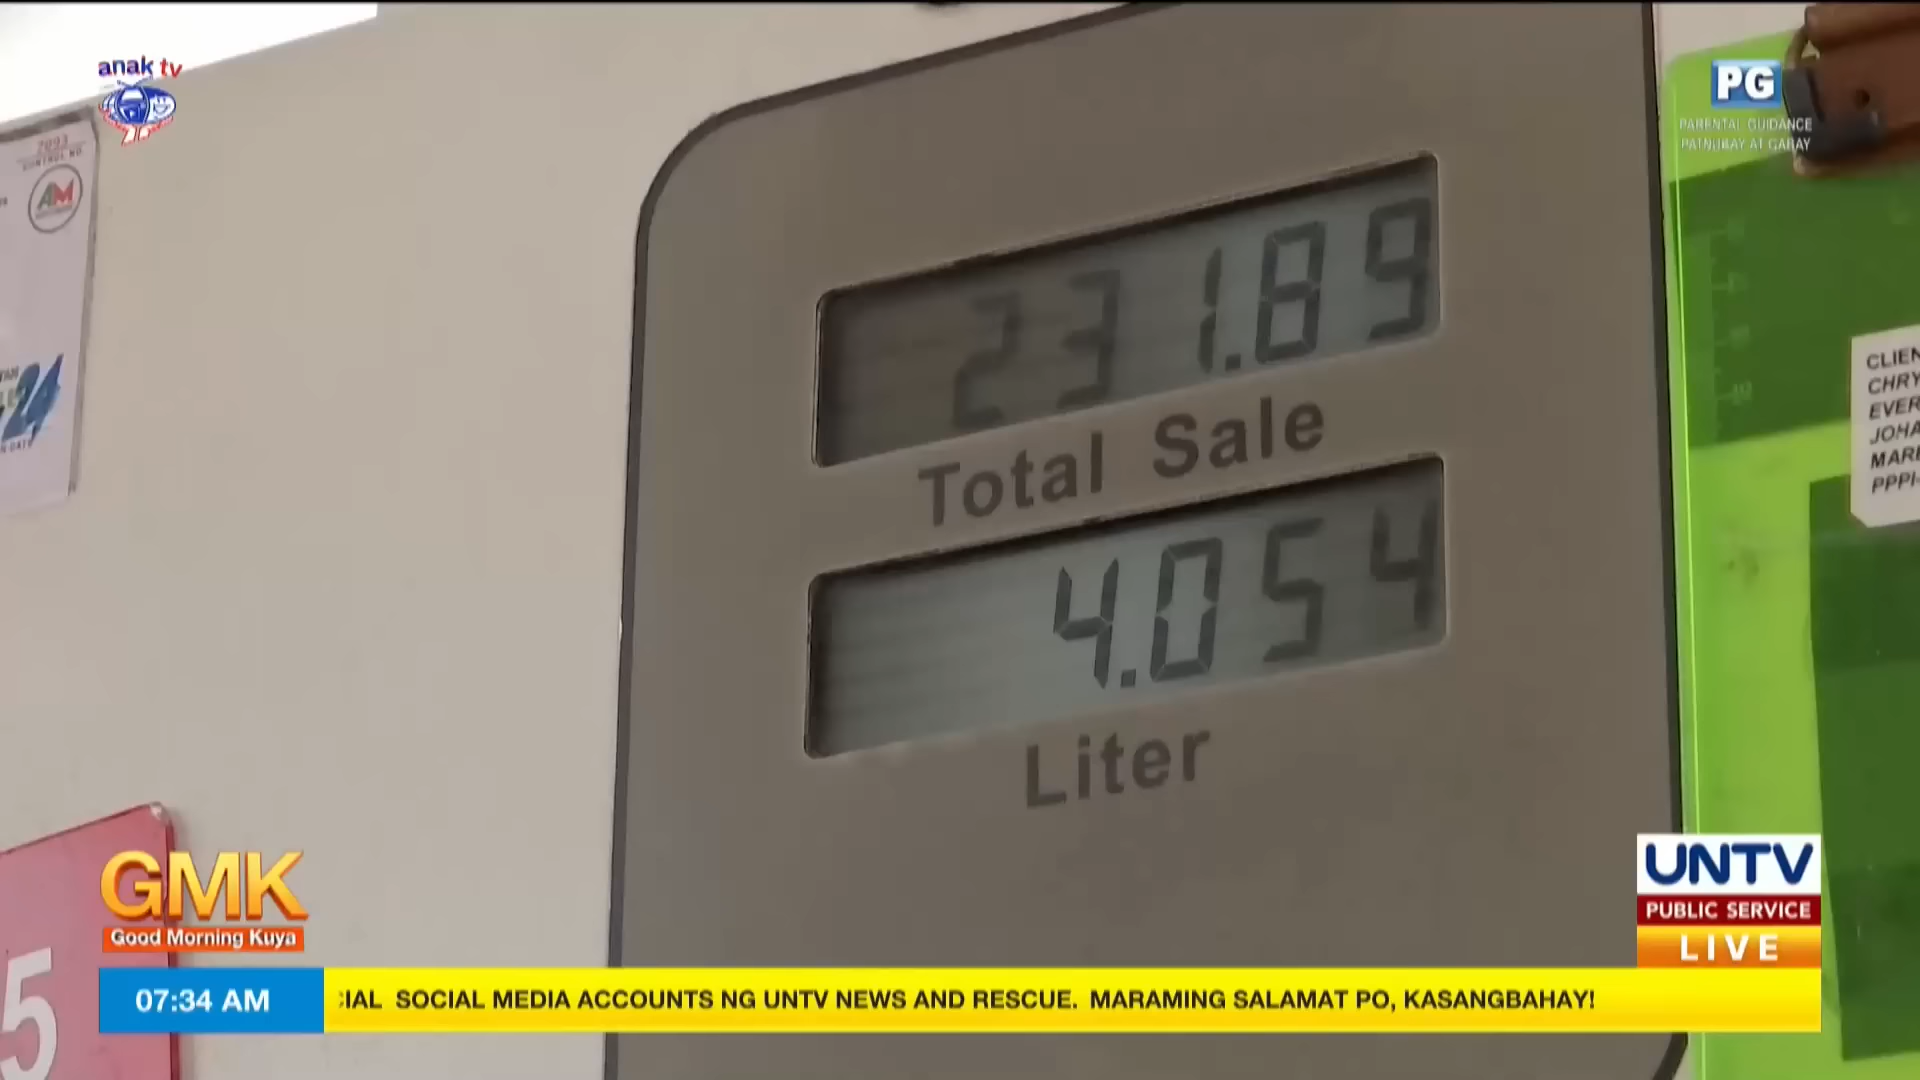 anak tv
PG
PARENTAL GUIDANCE
PATNUBAY AT GABAY
AM
24
231.89
Total Sale
4.054
Liter
CLIEN
CHRY
EVER
JOHA
MARI
PPPI-
5
GMK
Good Morning Kuya
UNTV
PUBLIC SERVICE
LIVE
07:34 AM
IAL SOCIAL MEDIA ACCOUNTS NG UNTV NEWS AND RESCUE. MARAMING SALAMAT PO, KASANGBAHAY!